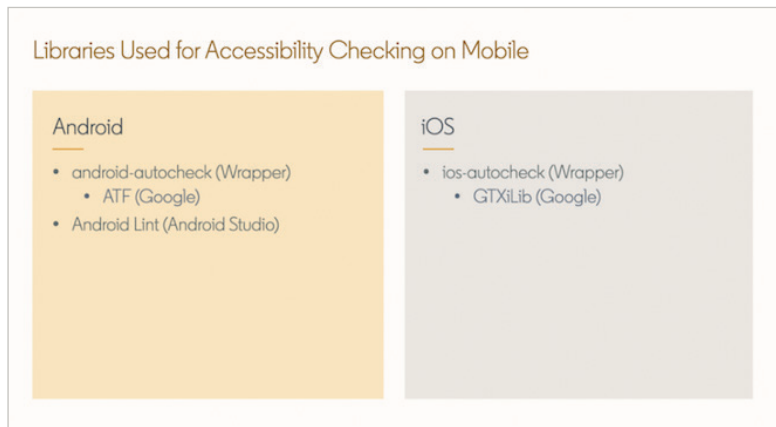 Libraries Used for Accessibility Checking on Mobile
Android
• android-autocheck (Wrapper)
• ATF (Google)
• Android Lint (Android Studio)
iOS
• ios-autocheck (Wrapper)
• GTXiLib (Google)